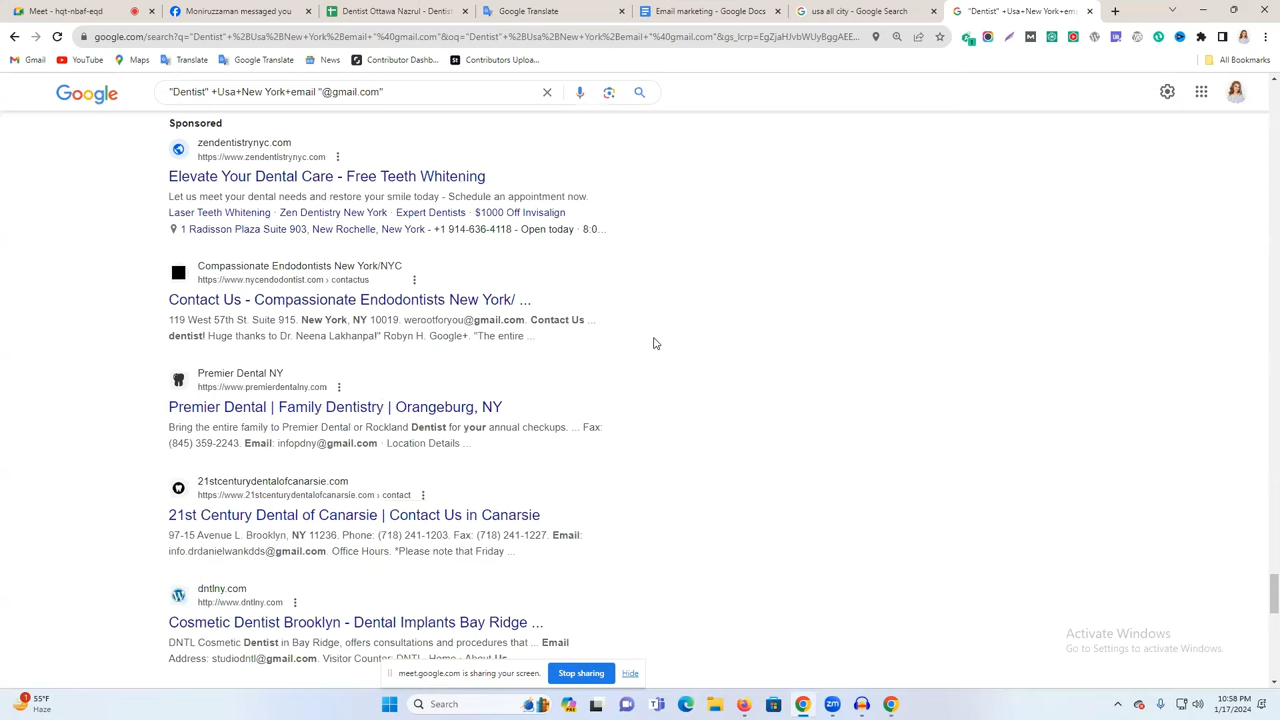 Meet - hqt-nbaf-eqd
Moniruzzaman messaged you
Dentist Ottawa Nazrul - Dentist
Google Translate
Email marketing - Google Docs
usa all city - Google Search
"Dentist" +Usa+New York+em
google.com/search?q="Dentist"+%2BUsa%2BNew York%2Bemail+"%40gmail.com"&oq="Dentist"+%2BUsa%2BNew York%2Bemail+"%40gmail.com"&gs_lcrp=EgZjaHJvbWUyBggAEE...
Gmail
YouTube
Maps
Translate
Google Translate
News
Contributor Dashb...
Contributors Uploa...
All Bookmarks
Google
"Dentist" +Usa+New York+email "@gmail.com"
Sponsored
zendentistrynyc.com
https://www.zendentistrynyc.com
Elevate Your Dental Care - Free Teeth Whitening
Let us meet your dental needs and restore your smile today - Schedule an appointment now.
Laser Teeth Whitening · Zen Dentistry New York · Expert Dentists · $1000 Off Invisalign
1 Radisson Plaza Suite 903, New Rochelle, New York - +1 914-636-4118 - Open today · 8:0...
Compassionate Endodontists New York/NYC
https://www.nycendodontist.com › contactus
Contact Us - Compassionate Endodontists New York/ ...
119 West 57th St. Suite 915. New York, NY 10019. werootforyou@gmail.com. Contact Us ...
dentist! Huge thanks to Dr. Neena Lakhanpa!" Robyn H. Google+. "The entire ...
Premier Dental NY
https://www.premierdentalny.com
Premier Dental | Family Dentistry | Orangeburg, NY
Bring the entire family to Premier Dental or Rockland Dentist for your annual checkups. ... Fax:
(845) 359-2243. Email: infopdny@gmail.com · Location Details ...
21stcenturydentalofcanarsie.com
https://www.21stcenturydentalofcanarsie.com › contact
21st Century Dental of Canarsie | Contact Us in Canarsie
97-15 Avenue L. Brooklyn, NY 11236. Phone: (718) 241-1203. Fax: (718) 241-1227. Email:
info.drdanielwankdds@gmail.com. Office Hours. *Please note that Friday ...
dntlny.com
http://www.dntlny.com
Cosmetic Dentist Brooklyn - Dental Implants Bay Ridge ...
DNTL Cosmetic Dentist in Bay Ridge, offers consultations and procedures that ... Email
Address: studiodntl@gmail.com. Visitor Counter: DNTL · Home · About Us
Activate Windows
Go to Settings to activate Windows.
meet.google.com is sharing your screen.
Stop sharing
Hide
55°F
Haze
Search
10:58 PM
1/17/2024